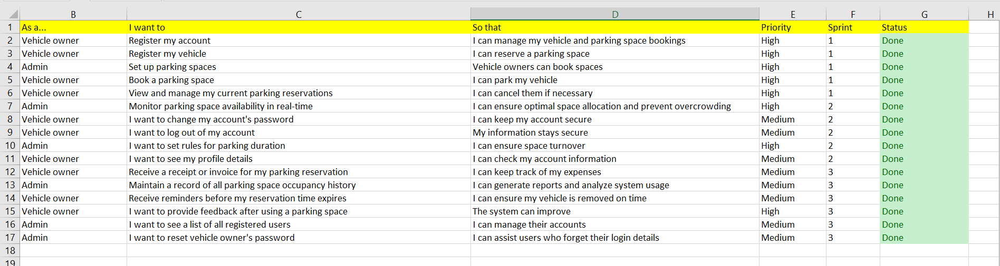 B C D E F G H
1 As a... I want to So that Priority Sprint Status
2 Vehicle owner Register my account I can manage my vehicle and parking space bookings High 1 Done
3 Vehicle owner Register my vehicle I can reserve a parking space High 1 Done
4 Admin Set up parking spaces Vehicle owners can book spaces High 1 Done
5 Vehicle owner Book a parking space I can park my vehicle High 1 Done
6 Vehicle owner View and manage my current parking reservations I can cancel them if necessary High 1 Done
7 Admin Monitor parking space availability in real-time I can ensure optimal space allocation and prevent overcrowding High 2 Done
8 Vehicle owner I want to change my account's password I can keep my account secure Medium 2 Done
9 Vehicle owner I want to log out of my account My information stays secure Medium 2 Done
10 Admin I want to set rules for parking duration I can ensure space turnover High 2 Done
11 Vehicle owner I want to see my profile details I can check my account information Medium 2 Done
12 Vehicle owner Receive a receipt or invoice for my parking reservation I can keep track of my expenses Medium 3 Done
13 Admin Maintain a record of all parking space occupancy history I can generate reports and analyze system usage Medium 3 Done
14 Vehicle owner Receive reminders before my reservation time expires I can ensure my vehicle is removed on time Medium 3 Done
15 Vehicle owner I want to provide feedback after using a parking space The system can improve High 3 Done
16 Admin I want to see a list of all registered users I can manage their accounts Medium 3 Done
17 Admin I want to reset vehicle owner's password I can assist users who forget their login details Medium 3 Done
18
19